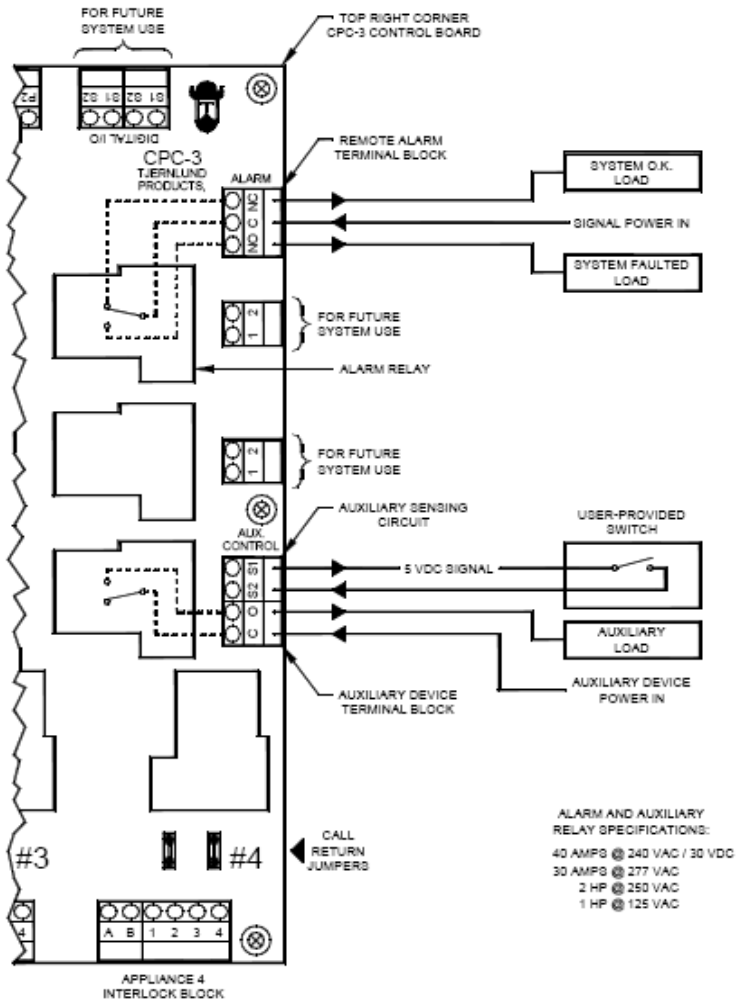 FOR FUTURE
SYSTEM USE
TOP RIGHT CORNER
CPC-3 CONTROL BOARD
P2
S2 S1 S2 S1
DIGITAL I/O
CPC-3
TJERNLUND
PRODUCTS,
REMOTE ALARM
TERMINAL BLOCK
ALARM
NC
C
NO
SYSTEM O.K.
LOAD
SIGNAL POWER IN
SYSTEM FAULTED
LOAD
2
1
FOR FUTURE
SYSTEM USE
ALARM RELAY
2
1
FOR FUTURE
SYSTEM USE
AUXILIARY SENSING
CIRCUIT
USER-PROVIDED
SWITCH
AUX.
CONTROL
S1
S2
O
C
5 VDC SIGNAL
AUXILIARY
LOAD
AUXILIARY DEVICE
POWER IN
AUXILIARY DEVICE
TERMINAL BLOCK
ALARM AND AUXILIARY
RELAY SPECIFICATIONS:
40 AMPS @ 240 VAC / 30 VDC
30 AMPS @ 277 VAC
2 HP @ 250 VAC
1 HP @ 125 VAC
#3
#4
CALL
RETURN
JUMPERS
4
A B 1 2 3 4
APPLIANCE 4
INTERLOCK BLOCK